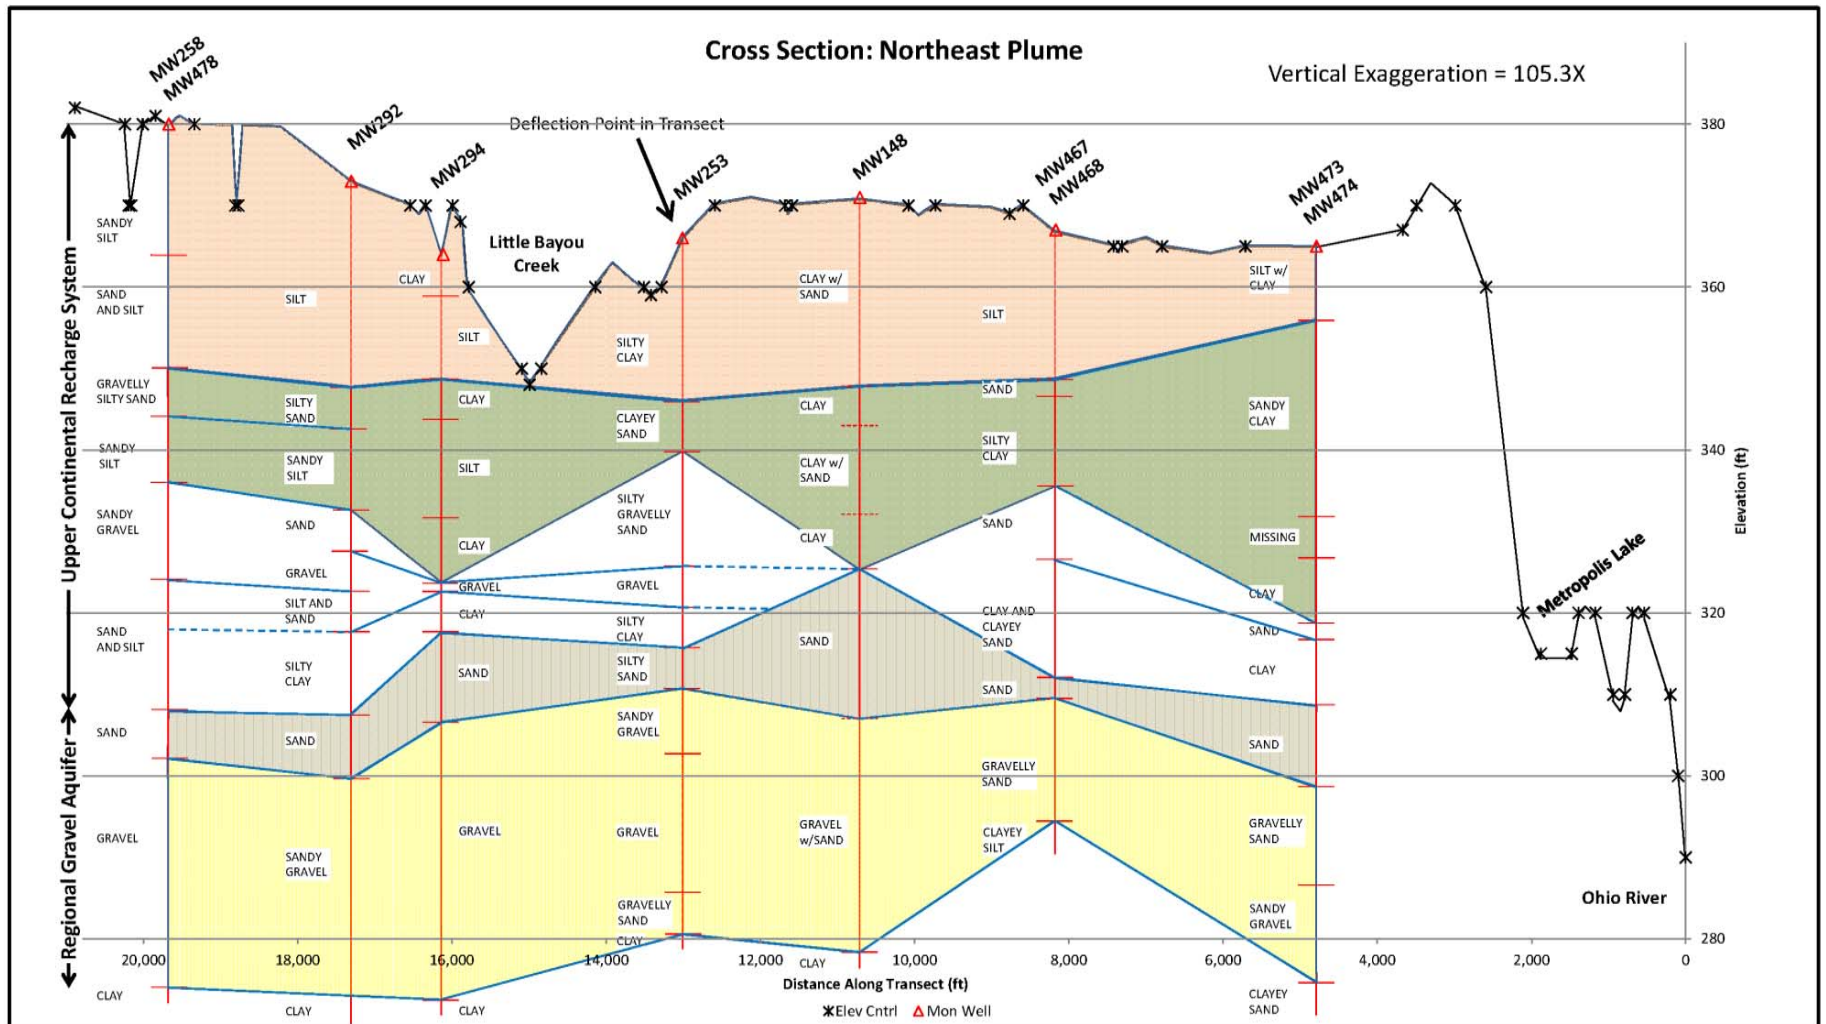 Cross Section: Northeast Plume
Vertical Exaggeration = 105.3X
MW258
MW478
MW292
MW294
Deflection Point in Transect
MW253
MW148
MW467
MW468
MW473
MW474
Little Bayou
Creek
Metropolis Lake
Ohio River
Upper Continental Recharge System
Regional Gravel Aquifer
SANDY
SILT
SAND
AND SILT
GRAVELLY
SILTY SAND
SANDY
SILT
SANDY
GRAVEL
SAND
AND SILT
SAND
GRAVEL
CLAY
SILT
SILTY
SAND
SANDY
SILT
SAND
GRAVEL
SILT AND
SAND
SILTY
CLAY
SAND
SANDY
GRAVEL
CLAY
CLAY
SILT
CLAY
SILT
CLAY
GRAVEL
CLAY
SAND
GRAVEL
CLAY
SILTY
CLAY
CLAYEY
SAND
SILTY
GRAVELLY
SAND
GRAVEL
SILTY
CLAY
SILTY
SAND
SANDY
GRAVEL
GRAVEL
GRAVELLY
SAND
CLAY
CLAY w/
SAND
CLAY
CLAY w/
SAND
CLAY
SAND
GRAVEL
w/SAND
CLAY
SILT
SAND
SILTY
CLAY
SAND
CLAY AND
CLAYEY
SAND
SAND
GRAVELLY
SAND
CLAYEY
SILT
SILT w/
CLAY
SANDY
CLAY
MISSING
CLAY
SAND
CLAY
SAND
GRAVELLY
SAND
SANDY
GRAVEL
CLAYEY
SAND
380
360
340
320
300
280
Elevation (ft)
20,000 18,000 16,000 14,000 12,000 10,000 8,000 6,000 4,000 2,000 0
Distance Along Transect (ft)
Elev Cntrl Mon Well